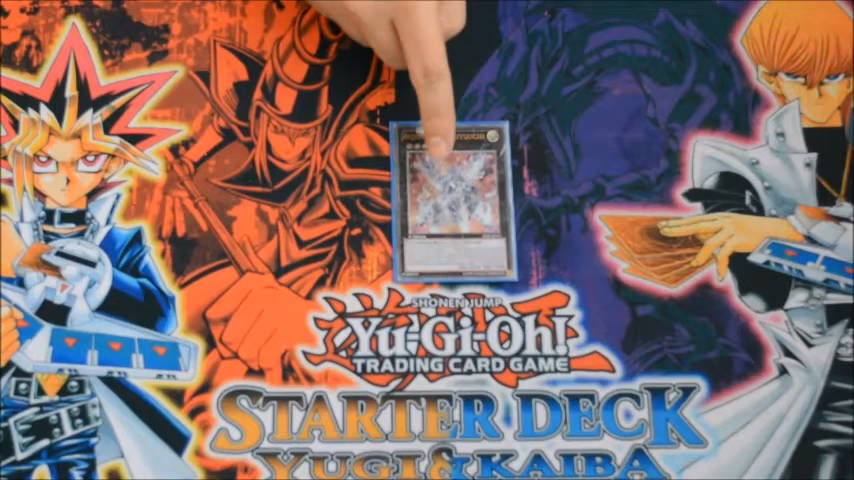 SHONEN JUMP
Yu-Gi-Oh!
TRADING CARD GAME
STARTER DECK
YUGI & KAIBA